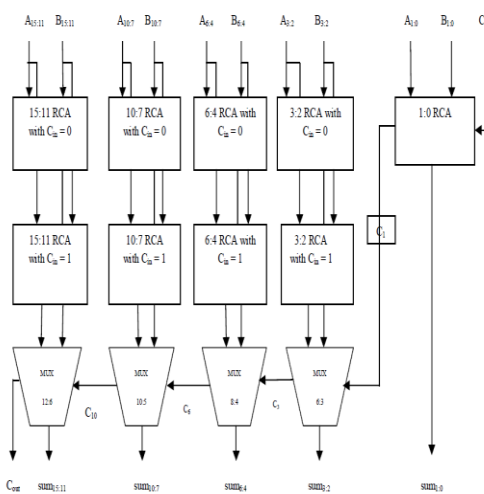 A15:11 B15:11 A10:7 B10:7 A6:4 B6:4 A3:2 B3:2 A1:0 B1:0 C
15:11 RCA
with Cin = 0
10:7 RCA
with Cin = 0
6:4 RCA with
Cin = 0
3:2 RCA with
Cin = 0
1:0 RCA
C1
15:11 RCA
with Cin = 1
10:7 RCA
with Cin = 1
6:4 RCA with
Cin = 1
3:2 RCA
with Cin = 1
MUX
12:6
MUX
10:5
MUX
8:4
MUX
6:3
C10
C6
C3
Cout sum15:11 sum10:7 sum6:4 sum3:2 sum1:0